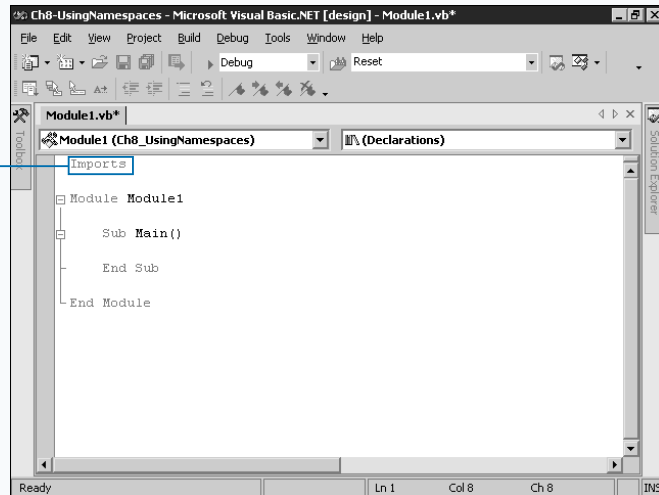 Ch8-UsingNamespaces - Microsoft Visual Basic.NET [design] - Module1.vb*
File Edit View Project Build Debug Tools Window Help
Debug Reset
Module1.vb*
Toolbox
Module1 (Ch8_UsingNamespaces) (Declarations)
Solution Explorer
Imports
Module Module1
Sub Main()
End Sub
End Module
Ready Ln 1 Col 8 Ch 8 INS